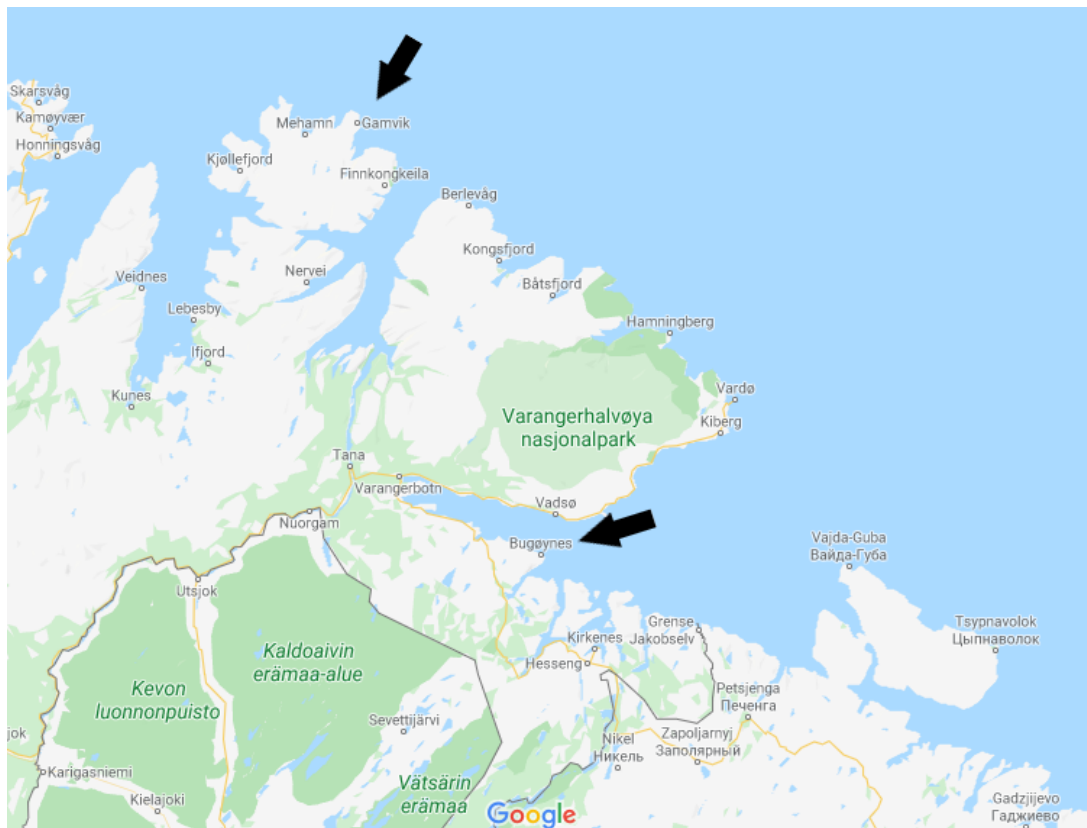 Skarsvåg
Kamøyvær
Honningsvåg
Mehamn
Gamvik
Kjøllefjord
Finnkongkeila
Berlevåg
Kongsfjord
Nervei
Veidnes
Båtsfjord
Lebesby
Hamningberg
Ifjord
Kunes
Vardø
Varangerhalvøya
nasjonalpark
Kiberg
Tana
Varangerbotn
Vadsø
Nuorgam
Bugøynes
Vajda-Guba
Вайда-Губа
Utsjok
Grense
Jakobselv
Tsypnavolok
Цыпнаволок
Kirkenes
Hesseng
Kaldoaivin
erämaa-alue
Kevon
luonnonpuisto
Petsjenga
Печенга
Sevettijärvi
jok
Nikel
Никель
Zapoljarnyj
Заполярный
Karigasniemi
Vätsärin
erämaa
Kielajoki
Gadzjijevo
Гаджиево
Google